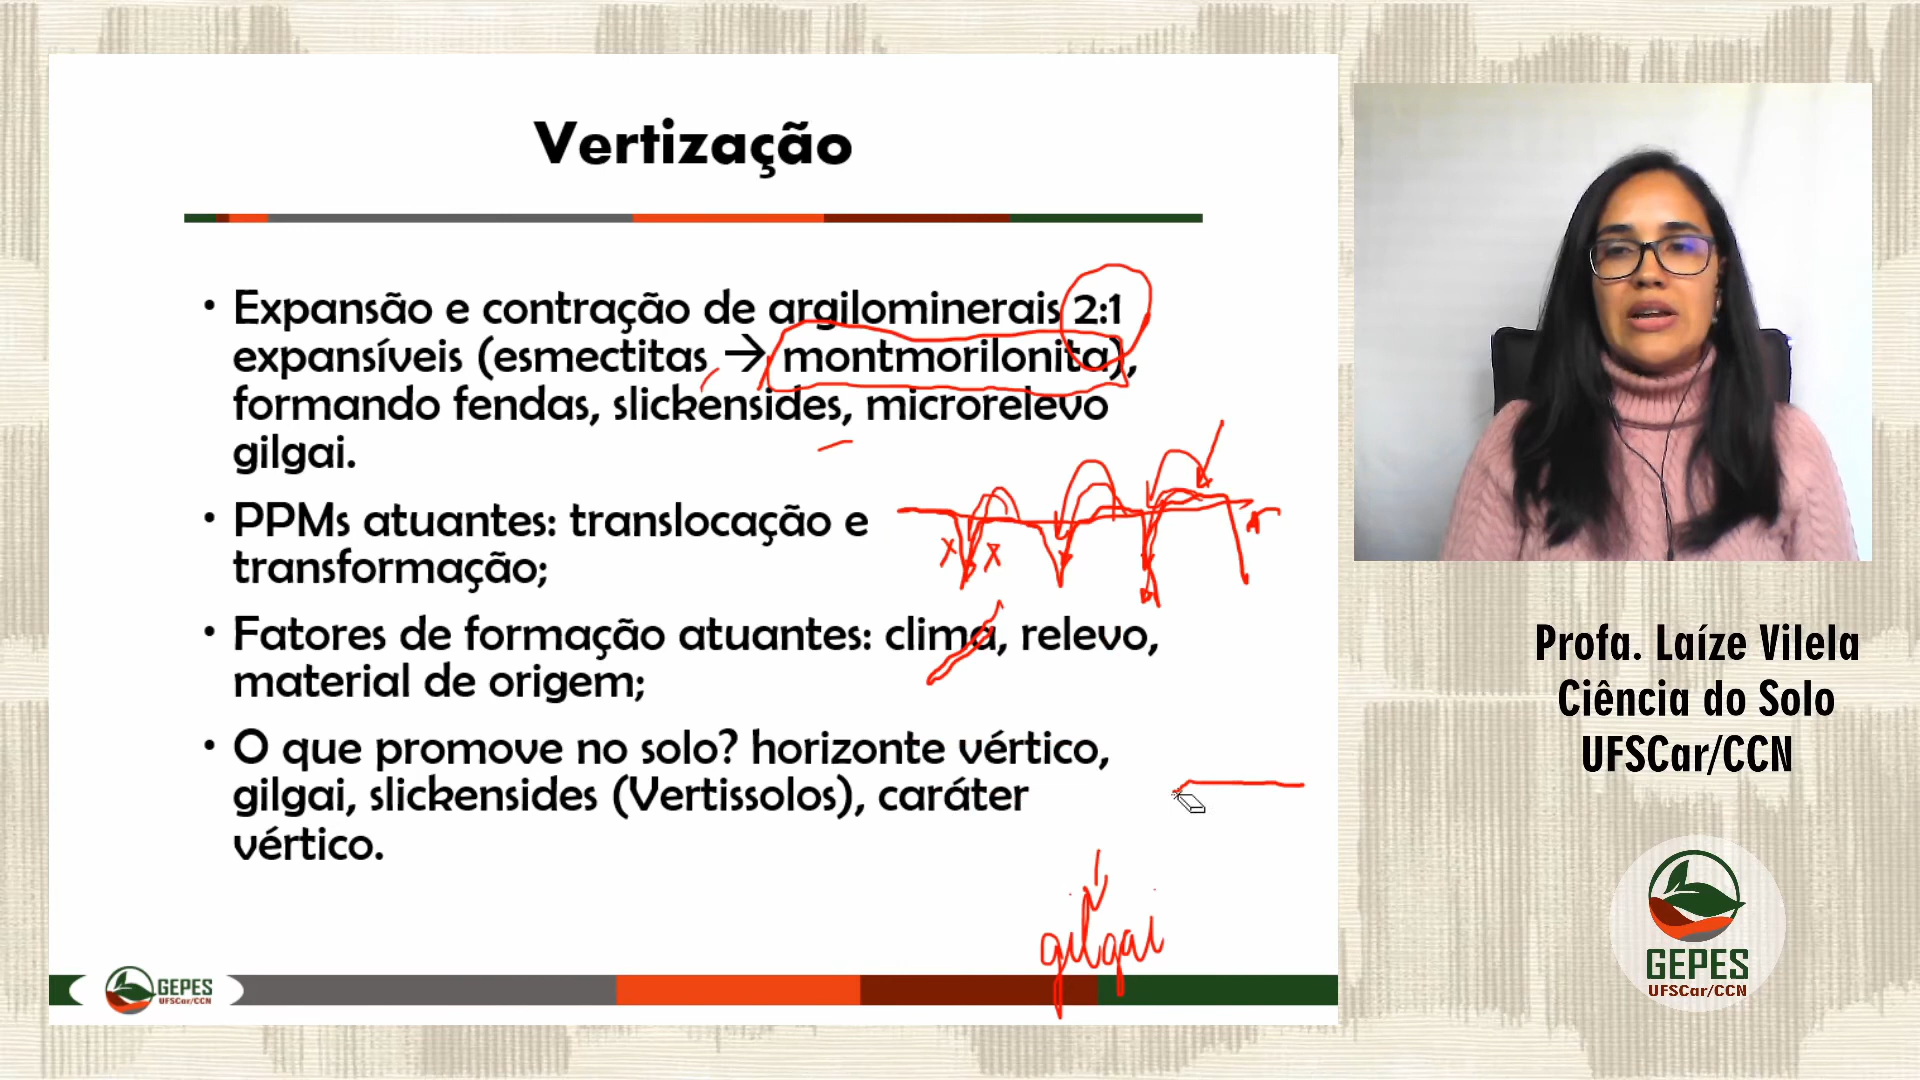 Vertização
• Expansão e contração de argilominerais 2:1
expansíveis (esmectitas → montmorilonita),
formando fendas, slickensides, microrelevo
gilgai.
• PPMs atuantes: translocação e
transformação;
• Fatores de formação atuantes: clima, relevo,
material de origem;
• O que promove no solo? horizonte vértico,
gilgai, slickensides (Vertissolos), caráter
vértico.
x x
gilgai
GEPES
UFSCar/CCN
Profa. Laíze Vilela
Ciência do Solo
UFSCar/CCN
GEPES
UFSCar/CCN